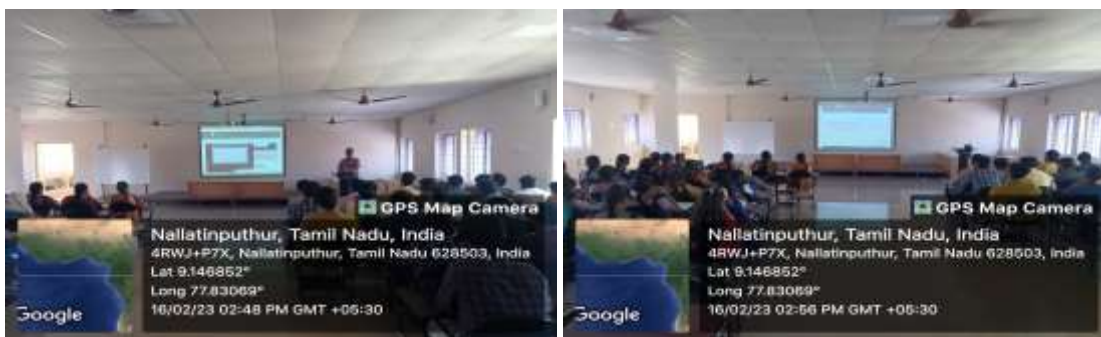 GPS Map Camera
Nallatinputhur, Tamil Nadu, India
4RWJ+P7X, Nallatinputhur, Tamil Nadu 628503, India
Lat 9.146852°
Long 77.83069°
16/02/23 02:48 PM GMT +05:30
Google
GPS Map Camera
Nallatinputhur, Tamil Nadu, India
4RWJ+P7X, Nallatinputhur, Tamil Nadu 628503, India
Lat 9.146852°
Long 77.83069°
16/02/23 02:56 PM GMT +05:30
Google